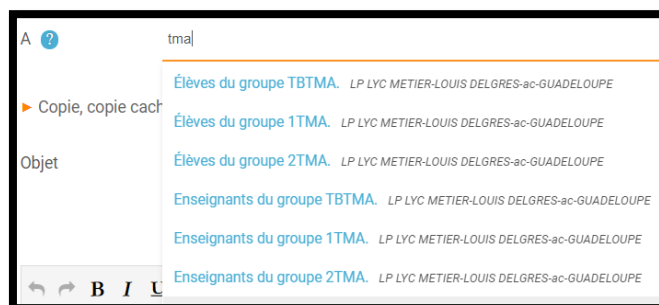 A ?
tma
Élèves du groupe TBTMA. LP LYC METIER-LOUIS DELGRES-ac-GUADELOUPE
▸ Copie, copie cach
Élèves du groupe 1TMA. LP LYC METIER-LOUIS DELGRES-ac-GUADELOUPE
Objet
Élèves du groupe 2TMA. LP LYC METIER-LOUIS DELGRES-ac-GUADELOUPE
Enseignants du groupe TBTMA. LP LYC METIER-LOUIS DELGRES-ac-GUADELOUPE
Enseignants du groupe 1TMA. LP LYC METIER-LOUIS DELGRES-ac-GUADELOUPE
Enseignants du groupe 2TMA. LP LYC METIER-LOUIS DELGRES-ac-GUADELOUPE
B I U